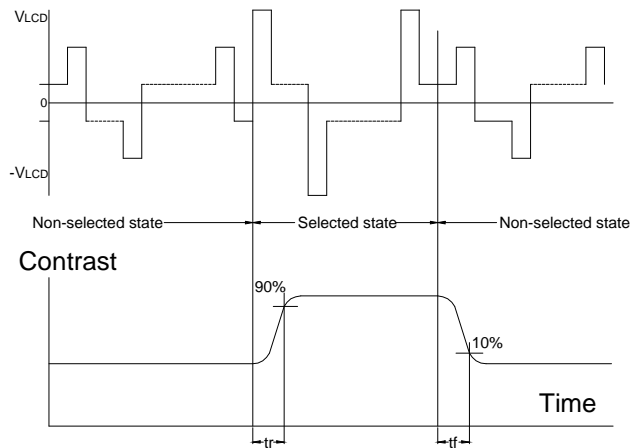 VLCD
0
-VLCD
Non-selected state
Selected state
Non-selected state
Contrast
90%
10%
Time
tr
tf